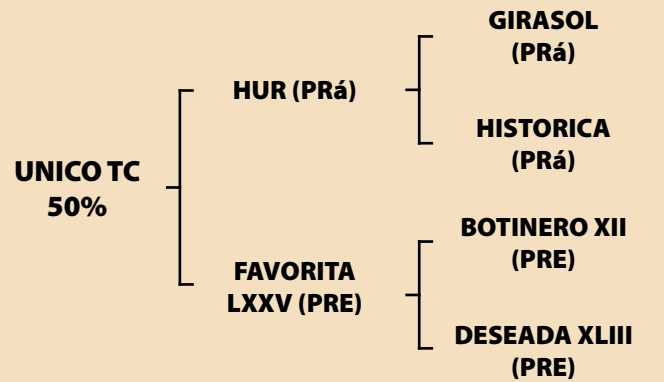 UNICO TC
50%
HUR (PRá)
FAVORITA
LXXV (PRE)
GIRASOL
(PRá)
HISTORICA
(PRá)
BOTINERO XII
(PRE)
DESEADA XLIII
(PRE)